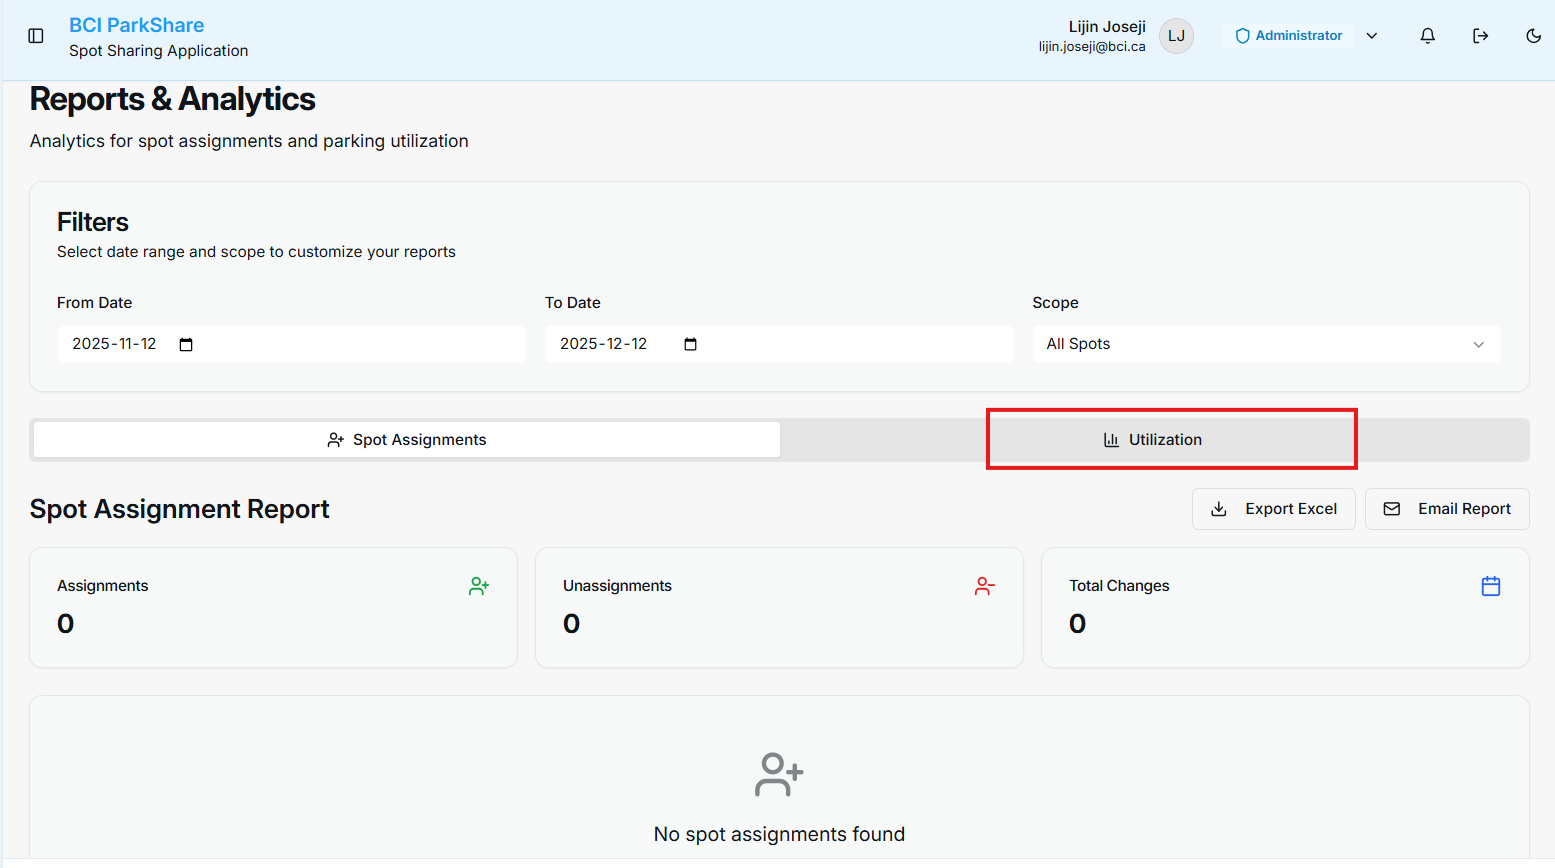 BCI ParkShare
Spot Sharing Application
Lijin Joseji
lijin.joseji@bci.ca
LJ
Administrator
Reports & Analytics
Analytics for spot assignments and parking utilization
Filters
Select date range and scope to customize your reports
From Date
To Date
Scope
2025-11-12
2025-12-12
All Spots
Spot Assignments
Utilization
Spot Assignment Report
Export Excel
Email Report
Assignments
0
Unassignments
0
Total Changes
0
No spot assignments found